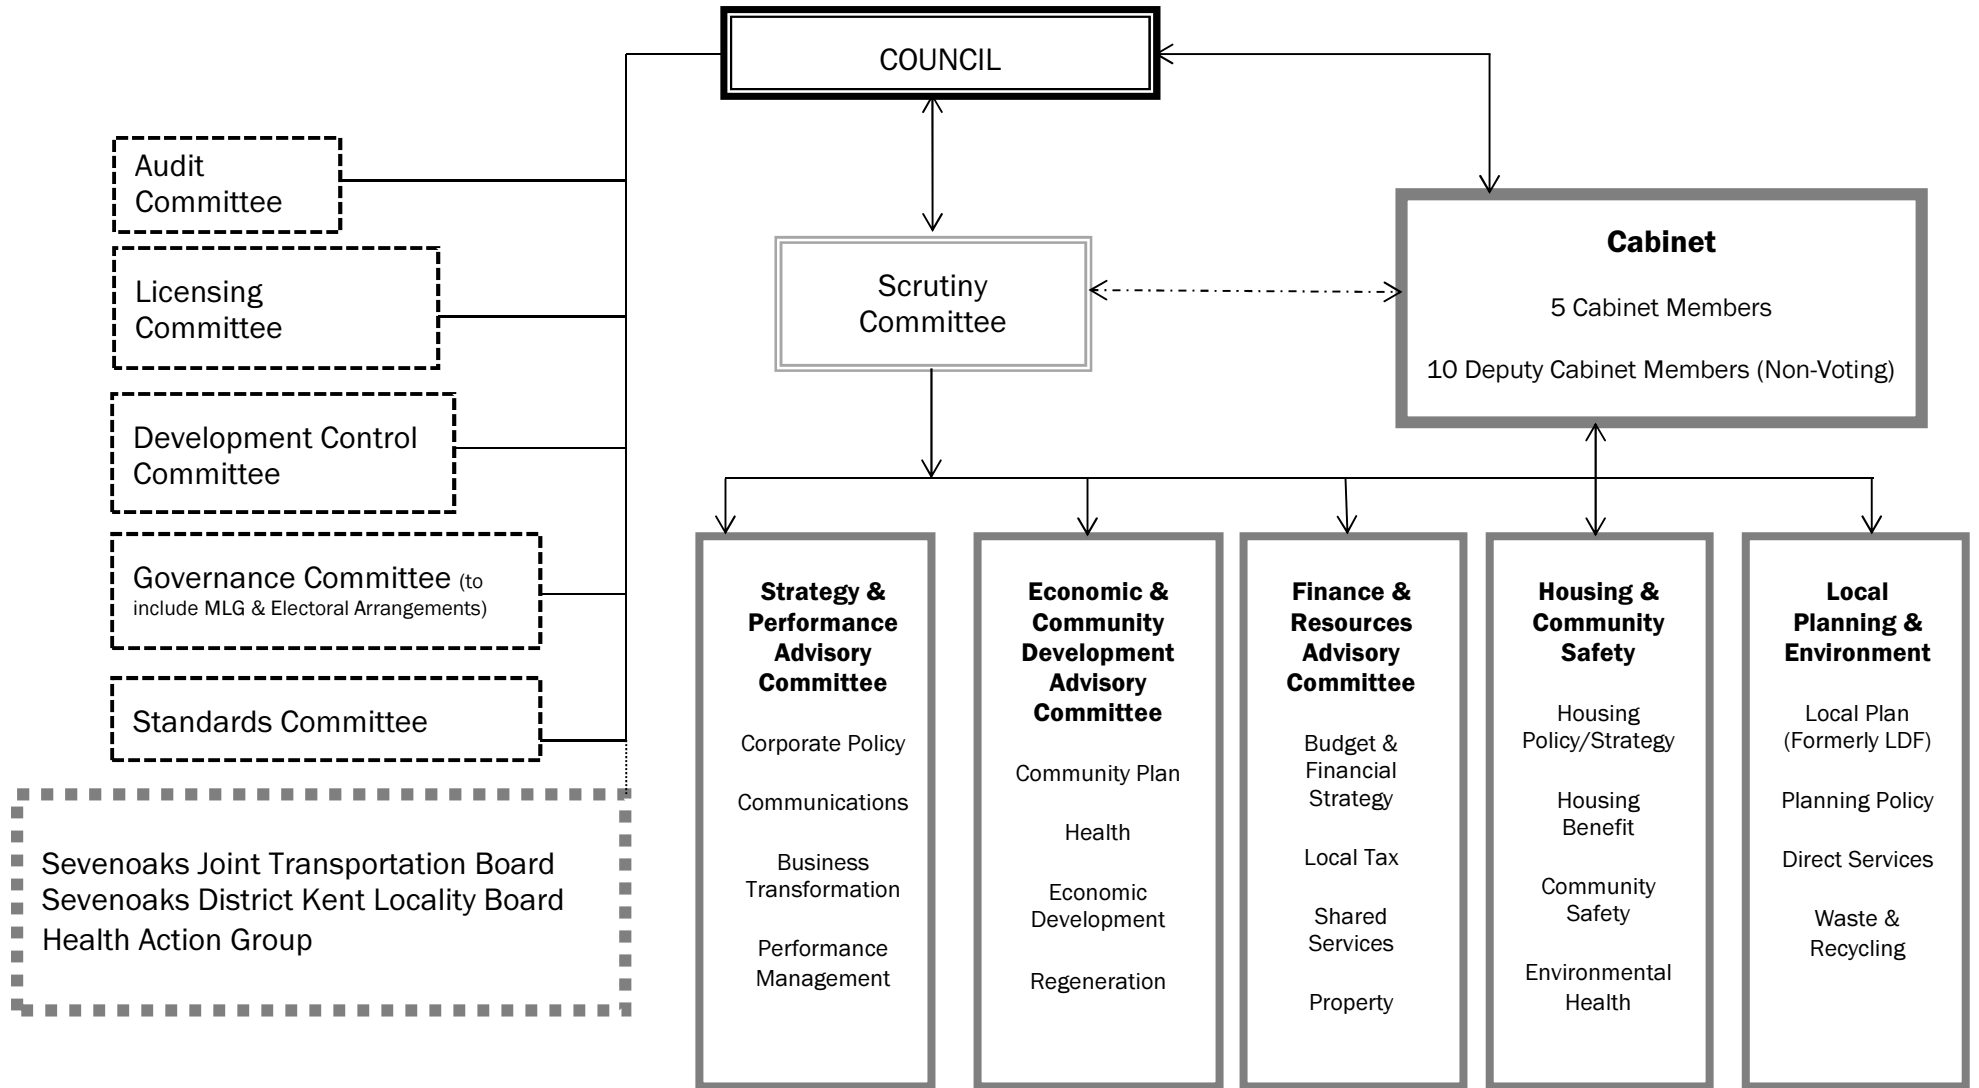 COUNCIL
Audit
Committee
Licensing
Committee
Development Control
Committee
Governance Committee (to
include MLG & Electoral Arrangements)
Standards Committee
Sevenoaks Joint Transportation Board
Sevenoaks District Kent Locality Board
Health Action Group
Scrutiny
Committee
Cabinet
5 Cabinet Members
10 Deputy Cabinet Members (Non-Voting)
Strategy &
Performance
Advisory
Committee
Corporate Policy
Communications
Business
Transformation
Performance
Management
Economic &
Community
Development
Advisory
Committee
Community Plan
Health
Economic
Development
Regeneration
Finance &
Resources
Advisory
Committee
Budget &
Financial
Strategy
Local Tax
Shared
Services
Property
Housing &
Community
Safety
Housing
Policy/Strategy
Housing
Benefit
Community
Safety
Environmental
Health
Local
Planning &
Environment
Local Plan
(Formerly LDF)
Planning Policy
Direct Services
Waste &
Recycling